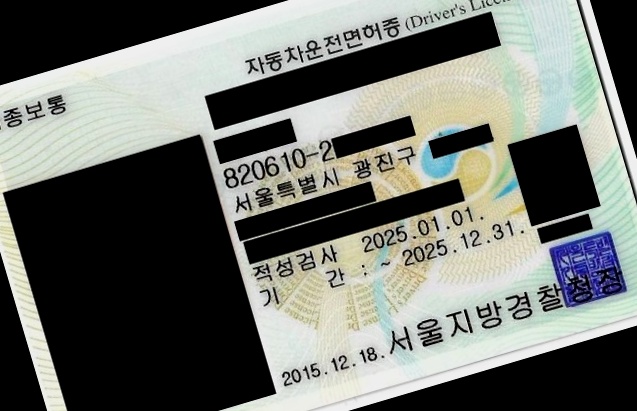 자동차운전면허증 (Driver's Licen
종보통
820610-2
서울특별시 광진구
적성검사 2025.01.01.
기 간 : ~ 2025.12.31.
2015.12.18. 서울지방경찰청장